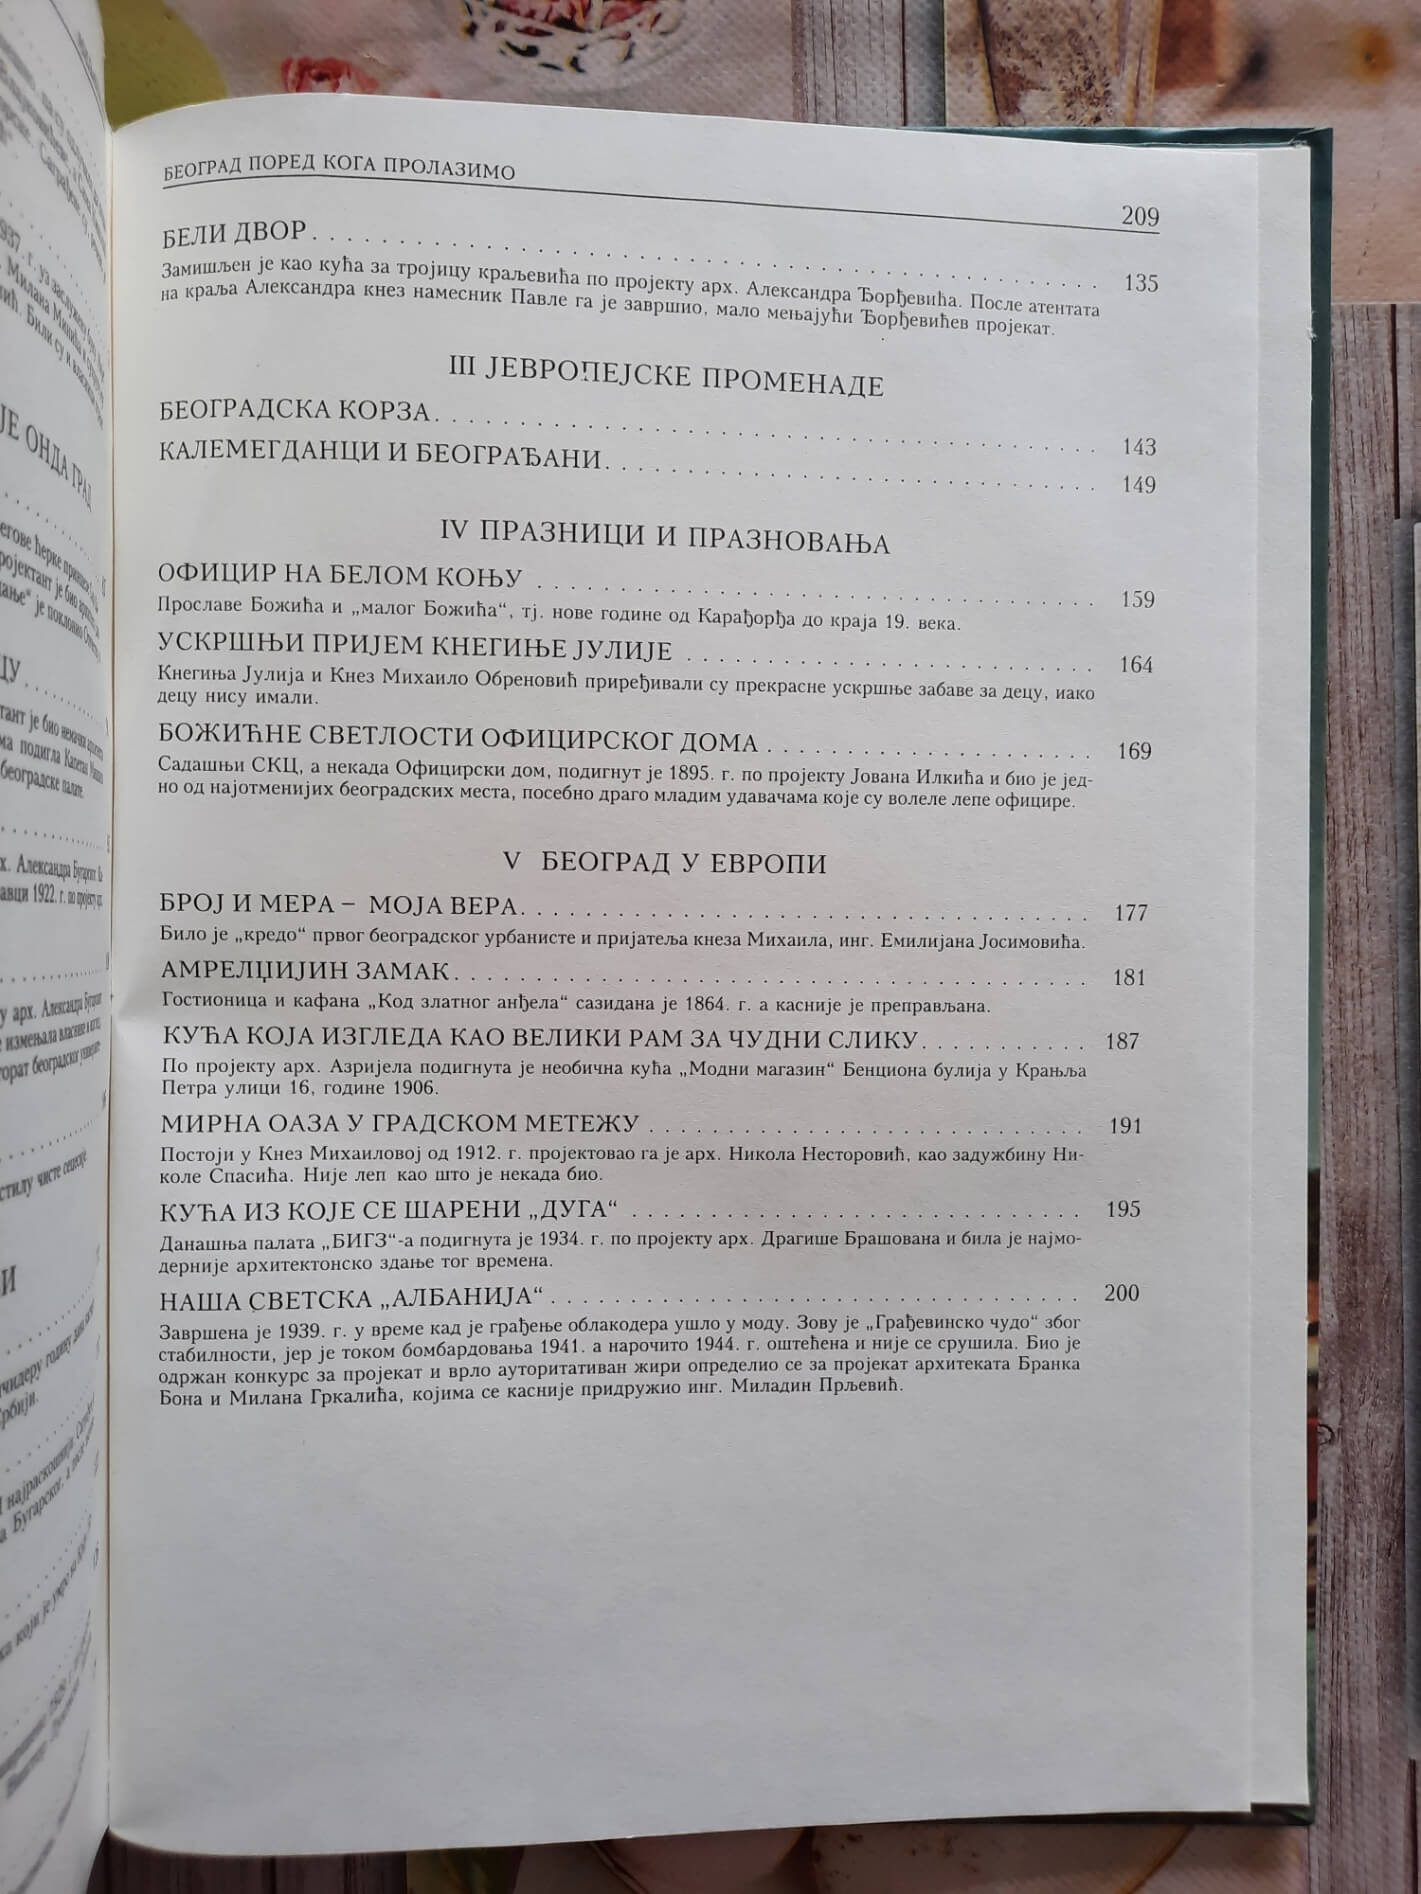 БЕОГРАД ПОРЕД КОГА ПРОЛАЗИМО
209
БЕЛИ ДВОР . . . . . . . . . . . . . . . . . . . . . . . . . . . . . . 135
Замишљен је као кућа за тројицу краљевића по пројекту арх. Александра Ђорђевића. После атентата
на краља Александра кнез намесник Павле га је завршио, мало мењајући Ђорђевићев пројекат.
III ЈЕВРОПЕЈСКЕ ПРОМЕНАДЕ
БЕОГРАДСКА КОРЗА. . . . . . . . . . . . . . . . . . . . . . . . . . 143
КАЛЕМЕГДАНЦИ И БЕОГРАЂАНИ. . . . . . . . . . . . . . . . . . . . 149
IV ПРАЗНИЦИ И ПРАЗНОВАЊА
ОФИЦИР НА БЕЛОМ КОЊУ . . . . . . . . . . . . . . . . . . . . . . 159
Прославе Божића и „малог Божића“, тј. нове године од Карађорђа до краја 19. века.
УСКРШЊИ ПРИЈЕМ КНЕГИЊЕ ЈУЛИЈЕ . . . . . . . . . . . . . . . . . 164
Кнегиња Јулија и Кнез Михаило Обреновић приређивали су прекрасне ускршње забаве за децу, иако
децу нису имали.
БОЖИЋНЕ СВЕТЛОСТИ ОФИЦИРСКОГ ДОМА . . . . . . . . . . . . . . 169
Садашњи СКЦ, а некада Официрски дом, подигнут је 1895. г. по пројекту Јована Илкића и био је јед-
но од најотменијих београдских места, посебно драго младим удавачама које су волеле лепе официре.
V БЕОГРАД У ЕВРОПИ
БРОЈ И МЕРА – МОЈА ВЕРА. . . . . . . . . . . . . . . . . . . . . . 177
Било је „кредо“ првог београдског урбанисте и пријатеља кнеза Михаила, инг. Емилијана Јосимовића.
АМРЕЛЏИЈИН ЗАМАК. . . . . . . . . . . . . . . . . . . . . . . . . . 181
Гостионица и кафана „Код златног анђела“ сазидана је 1864. г. а касније је преправљана.
КУЋА КОЈА ИЗГЛЕДА КАО ВЕЛИКИ РАМ ЗА ЧУДНИ СЛИКУ. . . . . . . . . 187
По пројекту арх. Азријела подигнута је необична кућа „Модни магазин“ Бенциона булија у Крањља
Петра улици 16, године 1906.
МИРНА ОАЗА У ГРАДСКОМ МЕТЕЖУ . . . . . . . . . . . . . . . . . . 191
Постоји у Кнез Михаиловој од 1912. г. пројектовао га је арх. Никола Несторовић, као задужбину Ни-
коле Спасића. Није леп као што је некада био.
КУЋА ИЗ КОЈЕ СЕ ШАРЕНИ „ДУГА“ . . . . . . . . . . . . . . . . . . . 195
Данашња палата „БИГЗ“-а подигнута је 1934. г. по пројекту арх. Драгише Брашована и била је најмо-
дерније архитектонско здање тог времена.
НАША СВЕТСКА „АЛБАНИЈА“ . . . . . . . . . . . . . . . . . . . . . . 200
Завршена је 1939. г. у време кад је грађење облакодера ушло у моду. Зову је „Грађевинско чудо“ због
стабилности, јер је током бомбардовања 1941. а нарочито 1944. г. оштећена и није се срушила. Био је
одржан конкурс за пројекат и врло ауторитативан жири определио се за пројекат архитеката Бранка
Бона и Милана Гркалића, којима се касније придружио инг. Миладин Прљевић.